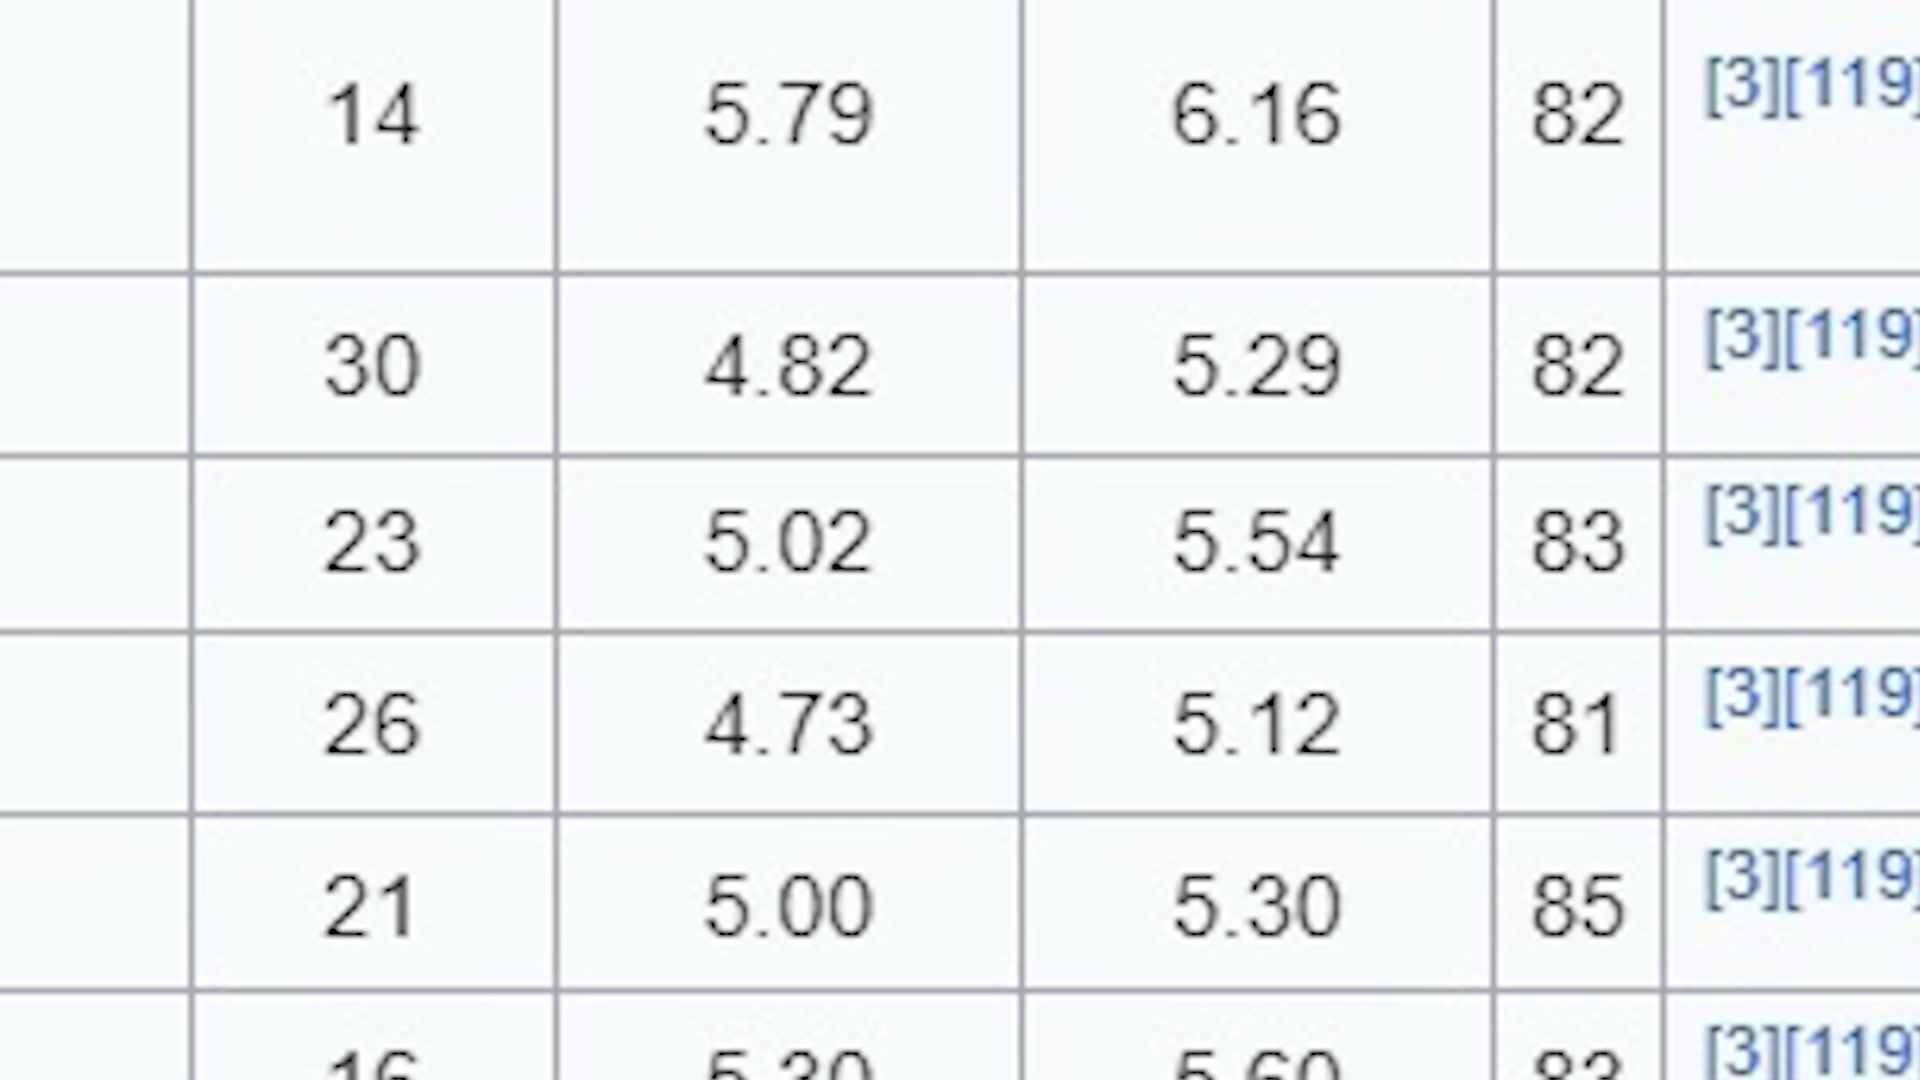 14 5.79 6.16 82 [3][119]
30 4.82 5.29 82 [3][119]
23 5.02 5.54 83 [3][119]
26 4.73 5.12 81 [3][119]
21 5.00 5.30 85 [3][119]
16 5.30 5.60 83 [3][119]